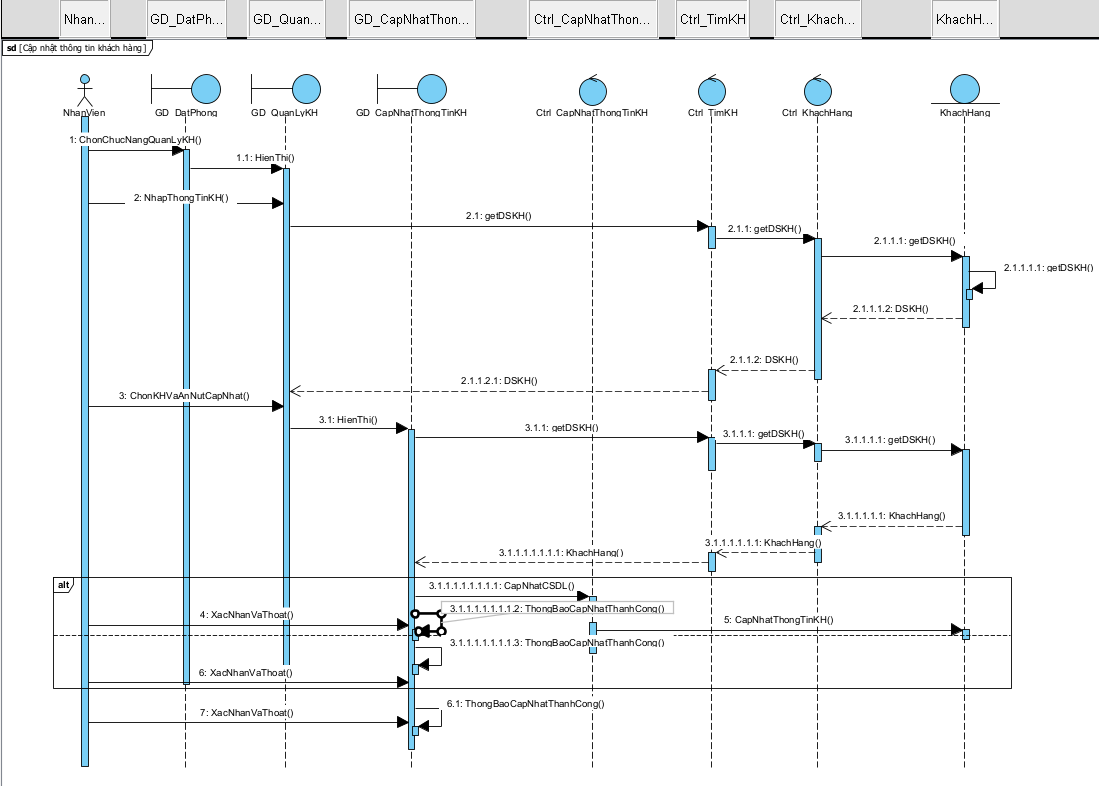 Nhan...
GD_DatPh...
GD_Quan...
GD_CapNhatThon...
Ctrl_CapNhatThon...
Ctrl_TimKH
Ctrl_Khach...
KhachH...
sd [Cập nhật thông tin khách hàng]
NhanVien
GD_DatPhong
GD_QuanLyKH
GD_CapNhatThongTinKH
Ctrl_CapNhatThongTinKH
Ctrl_TimKH
Ctrl_KhachHang
KhachHang
1: ChonChucNangQuanLyKH()
1.1: HienThi()
2: NhapThongTinKH()
2.1: getDSKH()
2.1.1: getDSKH()
2.1.1.1: getDSKH()
2.1.1.1.1: getDSKH()
2.1.1.1.2: DSKH()
2.1.1.2: DSKH()
2.1.1.2.1: DSKH()
3: ChonKHVaAnNutCapNhat()
3.1: HienThi()
3.1.1: getDSKH()
3.1.1.1: getDSKH()
3.1.1.1.1: getDSKH()
3.1.1.1.1.1: KhachHang()
3.1.1.1.1.1.1: KhachHang()
3.1.1.1.1.1.1.1: KhachHang()
alt
3.1.1.1.1.1.1.1.1: CapNhatCSDL()
3.1.1.1.1.1.1.1.2: ThongBaoCapNhatThanhCong()
4: XacNhanVaThoat()
5: CapNhatThongTinKH()
3.1.1.1.1.1.1.1.3: ThongBaoCapNhatThanhCong()
6: XacNhanVaThoat()
6.1: ThongBaoCapNhatThanhCong()
7: XacNhanVaThoat()